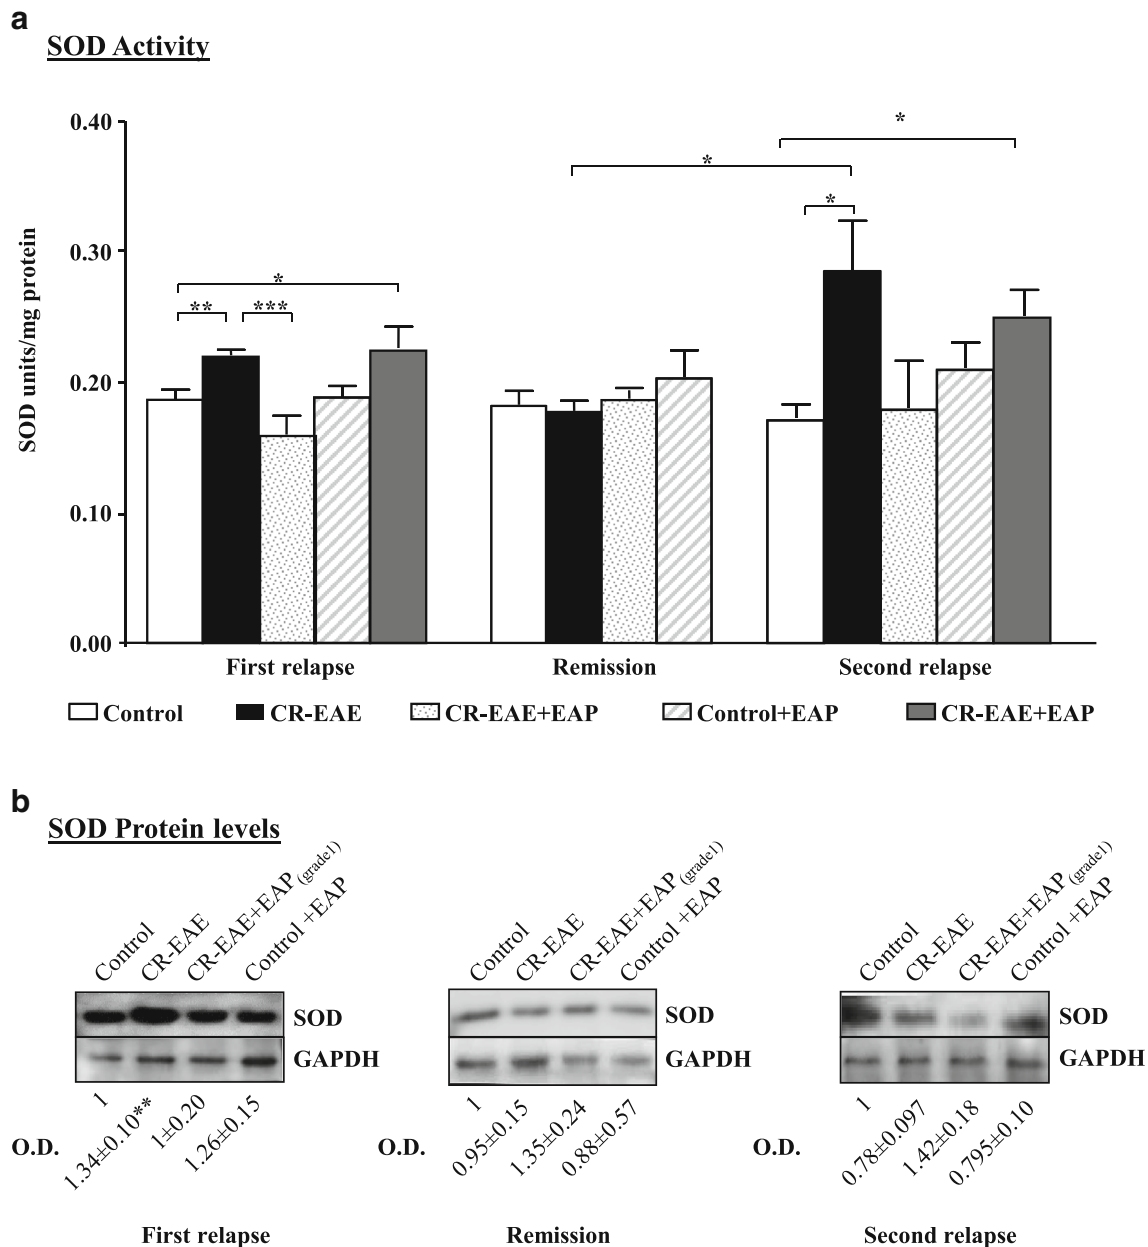 a
SOD Activity
SOD units/mg protein
0.40
0.30
0.20
0.10
0.00
*
** ***
*
*
*
First relapse Remission Second relapse
Control CR-EAE CR-EAE+EAP Control+EAP CR-EAE+EAP
b
SOD Protein levels
Control CR-EAE CR-EAE+EAP (grade1) Control +EAP
SOD
GAPDH
O.D. 1 1.34±0.10** 1±0.20 1.26±0.15
First relapse
Control CR-EAE CR-EAE+EAP (grade1) Control +EAP
SOD
GAPDH
O.D. 1 0.95±0.15 1.35±0.24 0.88±0.57
Remission
Control CR-EAE CR-EAE+EAP (grade1) Control +EAP
SOD
GAPDH
O.D. 1 0.78±0.097 1.42±0.18 0.795±0.10
Second relapse